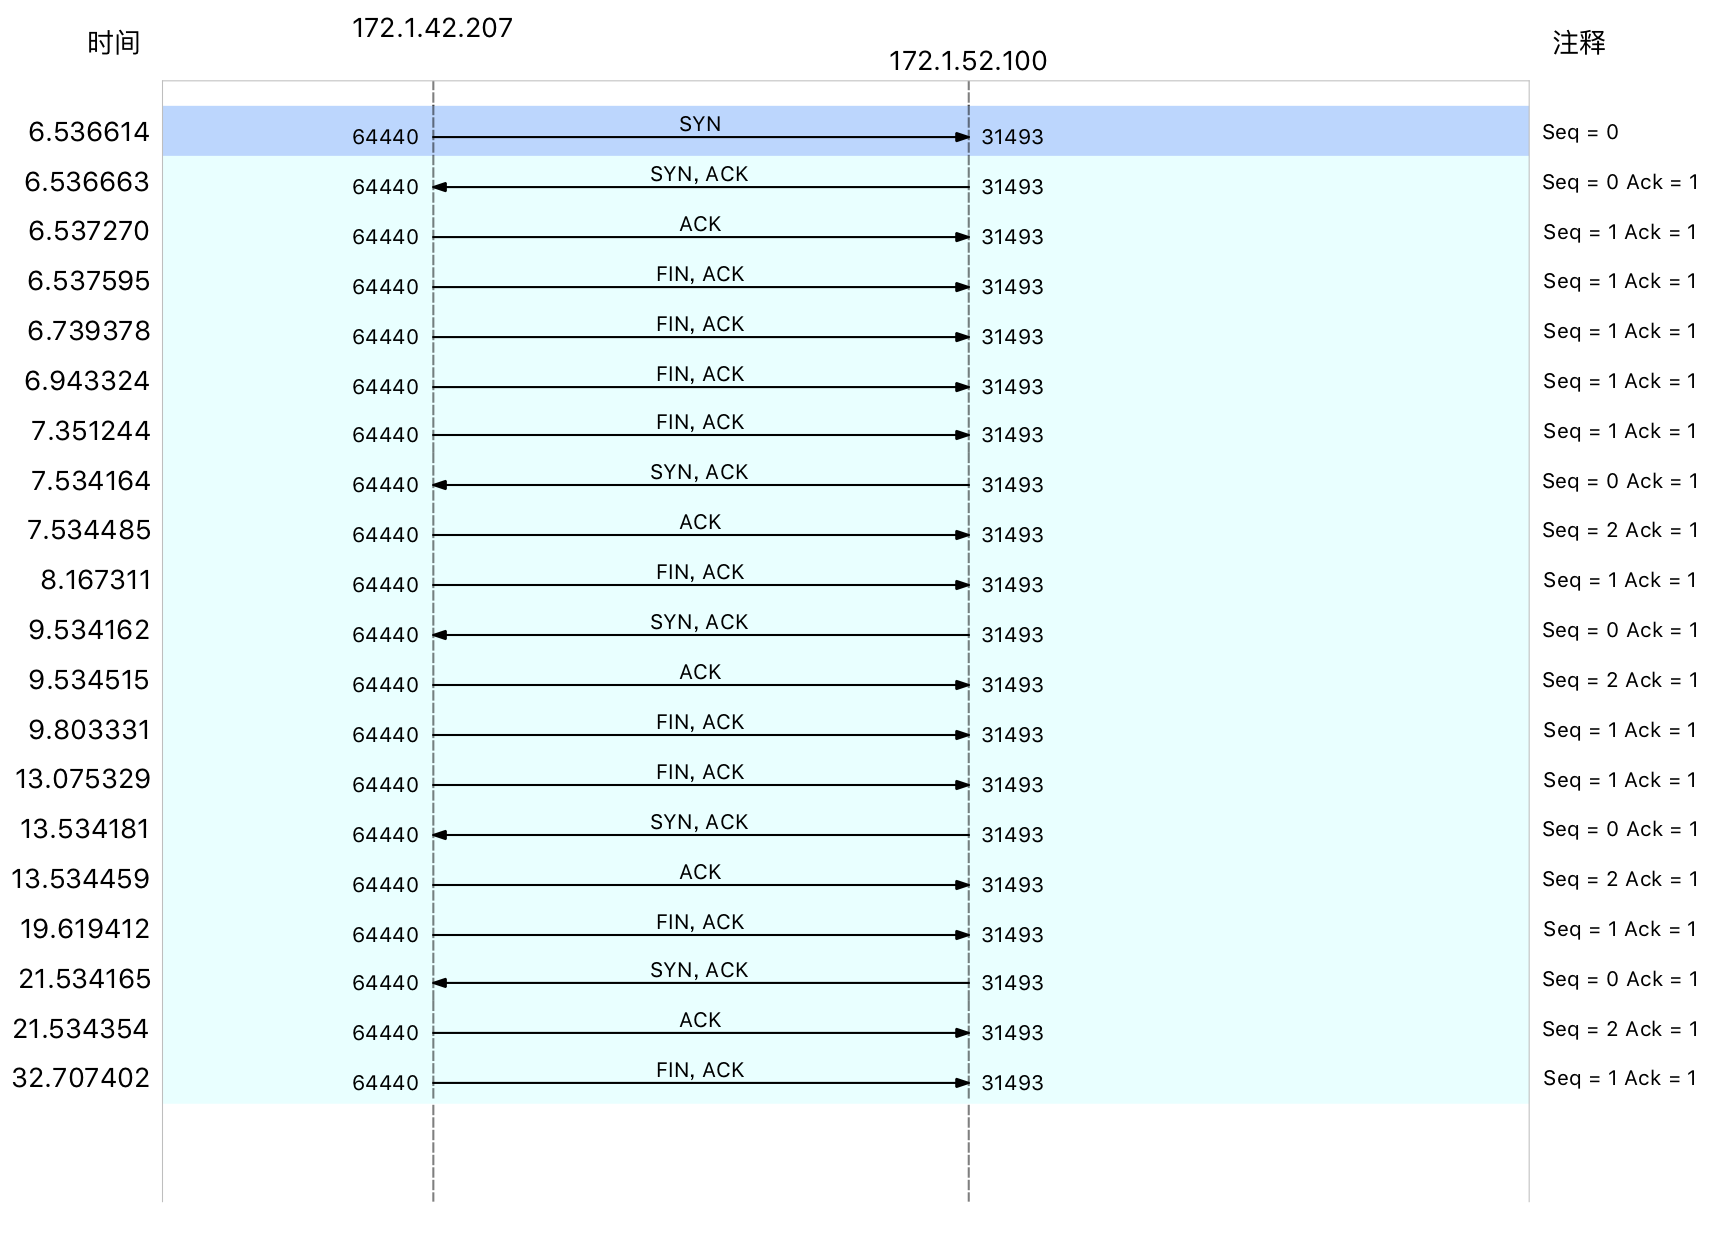 172.1.42.207
时间 172.1.52.100 注释
6.536614 64440 SYN 31493 Seq = 0
6.536663 64440 SYN, ACK 31493 Seq = 0 Ack = 1
6.537270 64440 ACK 31493 Seq = 1 Ack = 1
6.537595 64440 FIN, ACK 31493 Seq = 1 Ack = 1
6.739378 64440 FIN, ACK 31493 Seq = 1 Ack = 1
6.943324 64440 FIN, ACK 31493 Seq = 1 Ack = 1
7.351244 64440 FIN, ACK 31493 Seq = 1 Ack = 1
7.534164 64440 SYN, ACK 31493 Seq = 0 Ack = 1
7.534485 64440 ACK 31493 Seq = 2 Ack = 1
8.167311 64440 FIN, ACK 31493 Seq = 1 Ack = 1
9.534162 64440 SYN, ACK 31493 Seq = 0 Ack = 1
9.534515 64440 ACK 31493 Seq = 2 Ack = 1
9.803331 64440 FIN, ACK 31493 Seq = 1 Ack = 1
13.075329 64440 FIN, ACK 31493 Seq = 1 Ack = 1
13.534181 64440 SYN, ACK 31493 Seq = 0 Ack = 1
13.534459 64440 ACK 31493 Seq = 2 Ack = 1
19.619412 64440 FIN, ACK 31493 Seq = 1 Ack = 1
21.534165 64440 SYN, ACK 31493 Seq = 0 Ack = 1
21.534354 64440 ACK 31493 Seq = 2 Ack = 1
32.707402 64440 FIN, ACK 31493 Seq = 1 Ack = 1